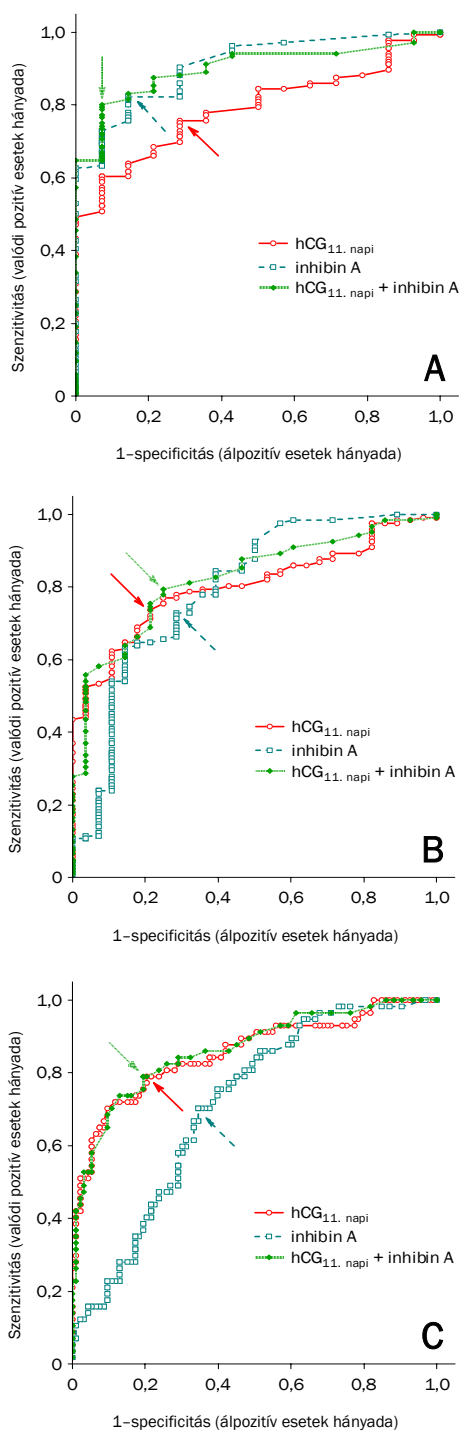 Szenzitivitás (valódi pozitív esetek hányada)
1,0
0,8
0,6
0,4
0,2
0
hCG11. napi
inhibin A
hCG11. napi + inhibin A
A
0 0,2 0,4 0,6 0,8 1,0
1–specificitás (álpozitív esetek hányada)
Szenzitivitás (valódi pozitív esetek hányada)
1,0
0,8
0,6
0,4
0,2
0
hCG11. napi
inhibin A
hCG11. napi + inhibin A
B
0 0,2 0,4 0,6 0,8 1,0
1–specificitás (álpozitív esetek hányada)
Szenzitivitás (valódi pozitív esetek hányada)
1,0
0,8
0,6
0,4
0,2
0
hCG11. napi
inhibin A
hCG11. napi + inhibin A
C
0 0,2 0,4 0,6 0,8 1,0
1–specificitás (álpozitív esetek hányada)